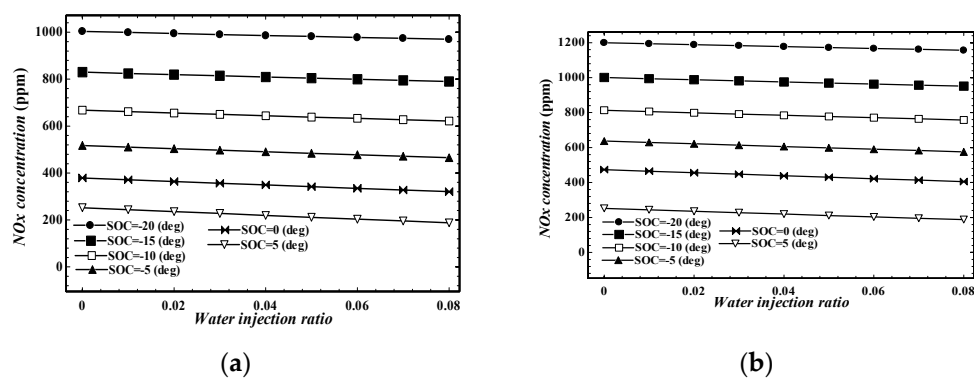 1000
800
600
400
200
0
NOx concentration (ppm)
SOC=-20 (deg)
SOC=-15 (deg)
SOC=-10 (deg)
SOC=-5 (deg)
SOC=0 (deg)
SOC=5 (deg)
0 0.02 0.04 0.06 0.08
Water injection ratio
(a)
1200
1000
800
600
400
200
0
NOx concentration (ppm)
SOC=-20 (deg)
SOC=-15 (deg)
SOC=-10 (deg)
SOC=-5 (deg)
SOC=0 (deg)
SOC=5 (deg)
0 0.02 0.04 0.06 0.08
Water injection ratio
(b)